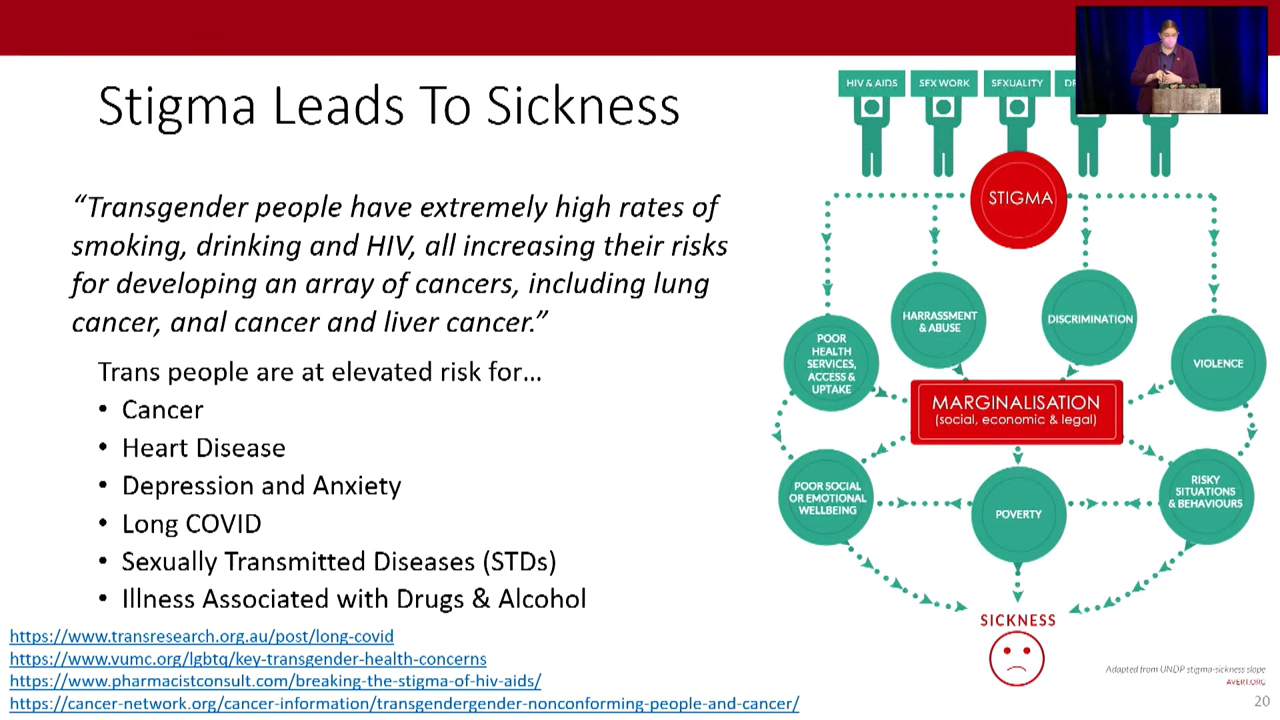 Stigma Leads To Sickness
“Transgender people have extremely high rates of
smoking, drinking and HIV, all increasing their risks
for developing an array of cancers, including lung
cancer, anal cancer and liver cancer.”
Trans people are at elevated risk for…
• Cancer
• Heart Disease
• Depression and Anxiety
• Long COVID
• Sexually Transmitted Diseases (STDs)
• Illness Associated with Drugs & Alcohol
https://www.transresearch.org.au/post/long-covid
https://www.vumc.org/lgbtq/key-transgender-health-concerns
https://www.pharmacistconsult.com/breaking-the-stigma-of-hiv-aids/
https://cancer-network.org/cancer-information/transgendergender-nonconforming-people-and-cancer/
HIV & AIDS
SEX WORK
SEXUALITY
STIGMA
HARRASSMENT
& ABUSE
DISCRIMINATION
POOR
HEALTH
SERVICES,
ACCESS &
UPTAKE
VIOLENCE
MARGINALISATION
(social, economic & legal)
POOR SOCIAL
OR EMOTIONAL
WELLBEING
POVERTY
RISKY
SITUATIONS
& BEHAVIOURS
SICKNESS
Adapted from UNDP stigma-sickness slope
AVERT.ORG
20